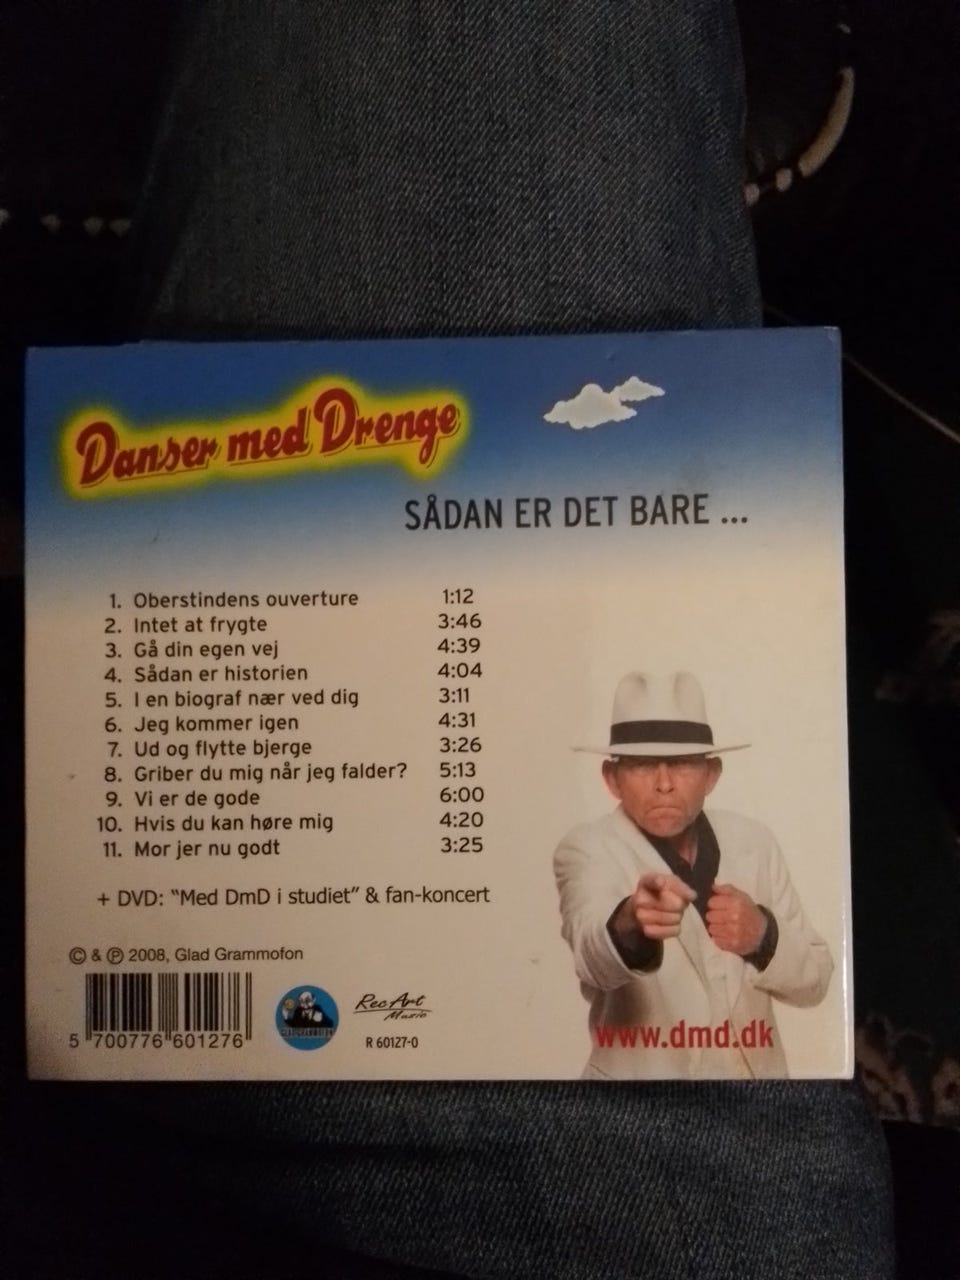 Danser med Drenge
SÅDAN ER DET BARE ...
1. Oberstindens ouverture 1:12
2. Intet at frygte 3:46
3. Gå din egen vej 4:39
4. Sådan er historien 4:04
5. I en biograf nær ved dig 3:11
6. Jeg kommer igen 4:31
7. Ud og flytte bjerge 3:26
8. Griber du mig når jeg falder? 5:13
9. Vi er de gode 6:00
10. Hvis du kan høre mig 4:20
11. Mor jer nu godt 3:25
+ DVD: “Med DmD i studiet” & fan-koncert
© & ℗ 2008, Glad Grammofon
5 700776 601276
RecArt
Music
R 60127-0
www.dmd.dk